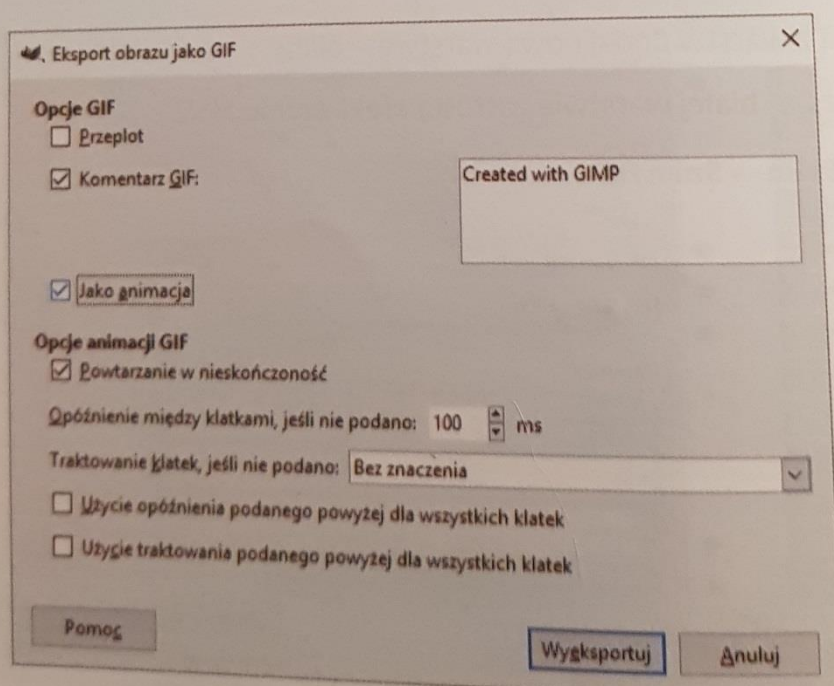 Eksport obrazu jako GIF
Opcje GIF
Przeplot
Komentarz GIF:
Created with GIMP
Jako animacja
Opcje animacji GIF
Powtarzanie w nieskończoność
Opóźnienie między klatkami, jeśli nie podano: 100 ms
Traktowanie klatek, jeśli nie podano: Bez znaczenia
Użycie opóźnienia podanego powyżej dla wszystkich klatek
Użycie traktowania podanego powyżej dla wszystkich klatek
Pomoc
Wyeksportuj
Anuluj